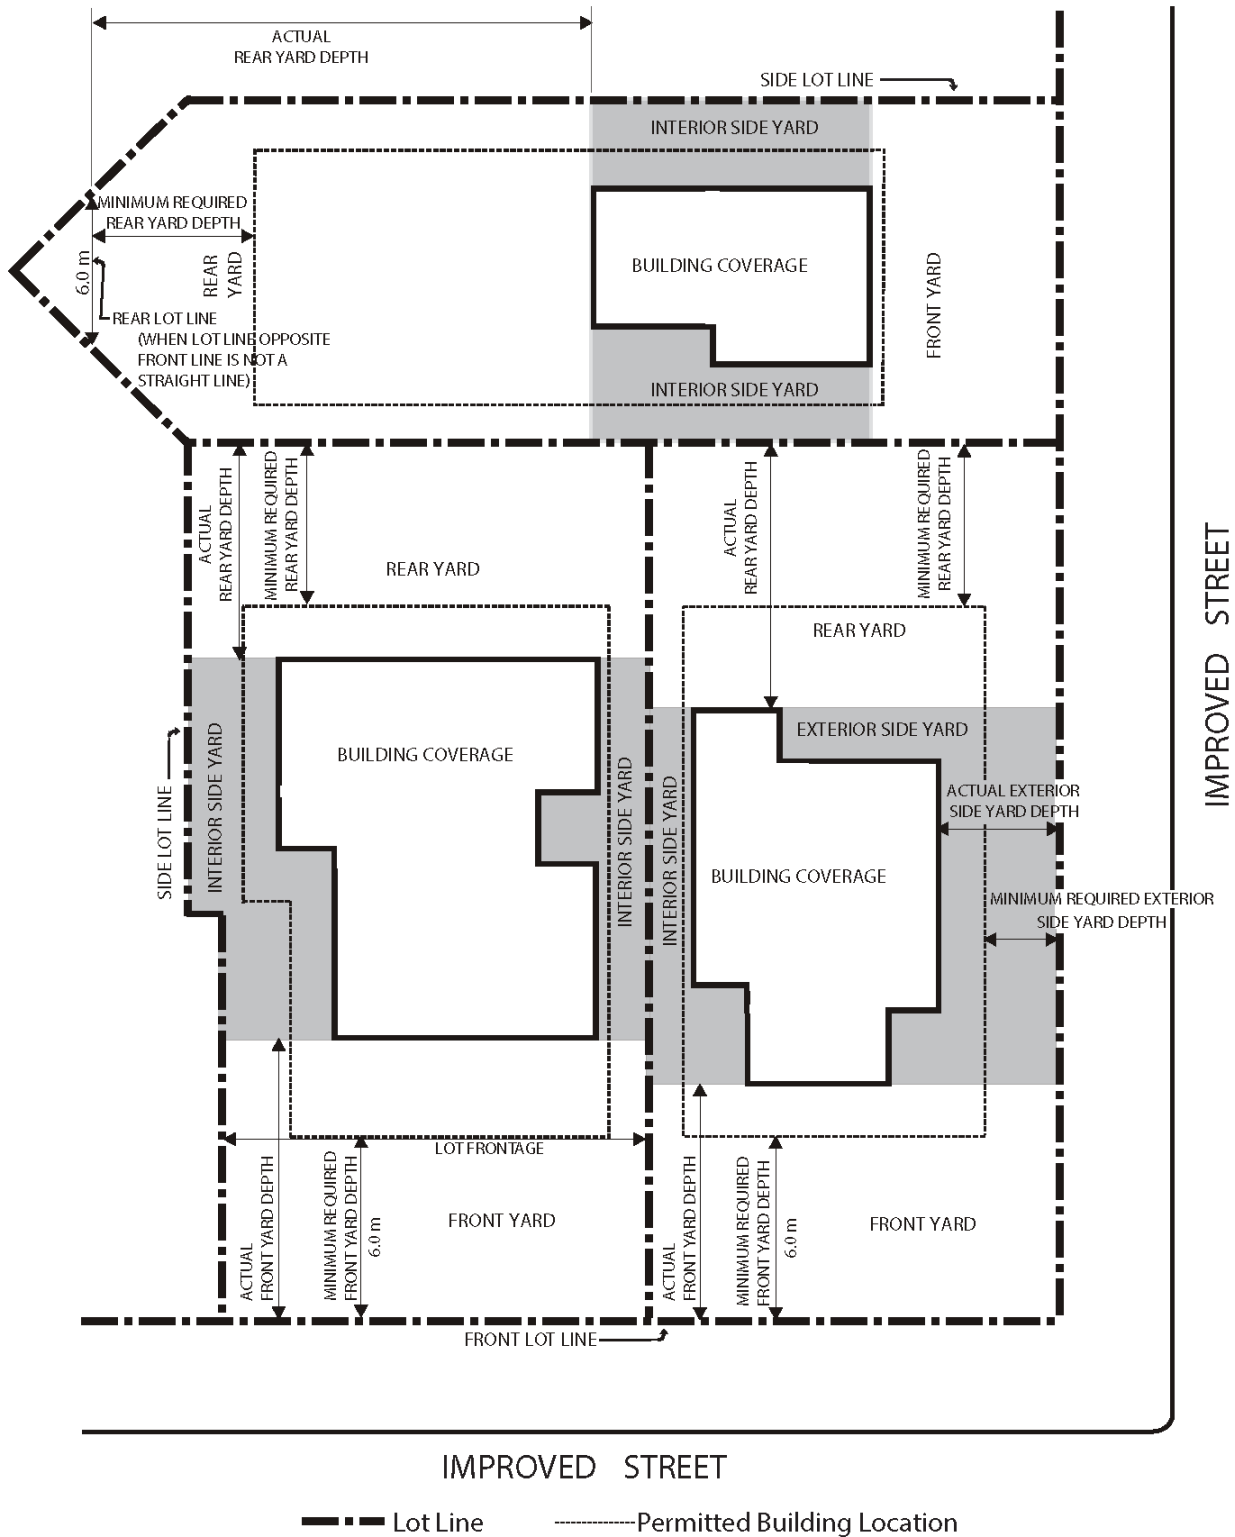 ACTUAL
REAR YARD DEPTH
SIDE LOT LINE
INTERIOR SIDE YARD
MINIMUM REQUIRED
REAR YARD DEPTH
6.0 m
REAR
YARD
BUILDING COVERAGE
FRONT YARD
REAR LOT LINE
(WHEN LOT LINE OPPOSITE
FRONT LINE IS NOT A
STRAIGHT LINE)
INTERIOR SIDE YARD
ACTUAL
REAR YARD DEPTH
MINIMUM REQUIRED
REAR YARD DEPTH
REAR YARD
ACTUAL
REAR YARD DEPTH
MINIMUM REQUIRED
REAR YARD DEPTH
REAR YARD
IMPROVED STREET
SIDE LOT LINE
INTERIOR SIDE YARD
BUILDING COVERAGE
INTERIOR SIDE YARD
INTERIOR SIDE YARD
EXTERIOR SIDE YARD
ACTUAL EXTERIOR
SIDE YARD DEPTH
BUILDING COVERAGE
MINIMUM REQUIRED EXTERIOR
SIDE YARD DEPTH
LOT FRONTAGE
ACTUAL
FRONT YARD DEPTH
MINIMUM REQUIRED
FRONT YARD DEPTH
6.0 m
FRONT YARD
ACTUAL
FRONT YARD DEPTH
MINIMUM REQUIRED
FRONT YARD DEPTH
6.0 m
FRONT YARD
FRONT LOT LINE
IMPROVED STREET
Lot Line
Permitted Building Location